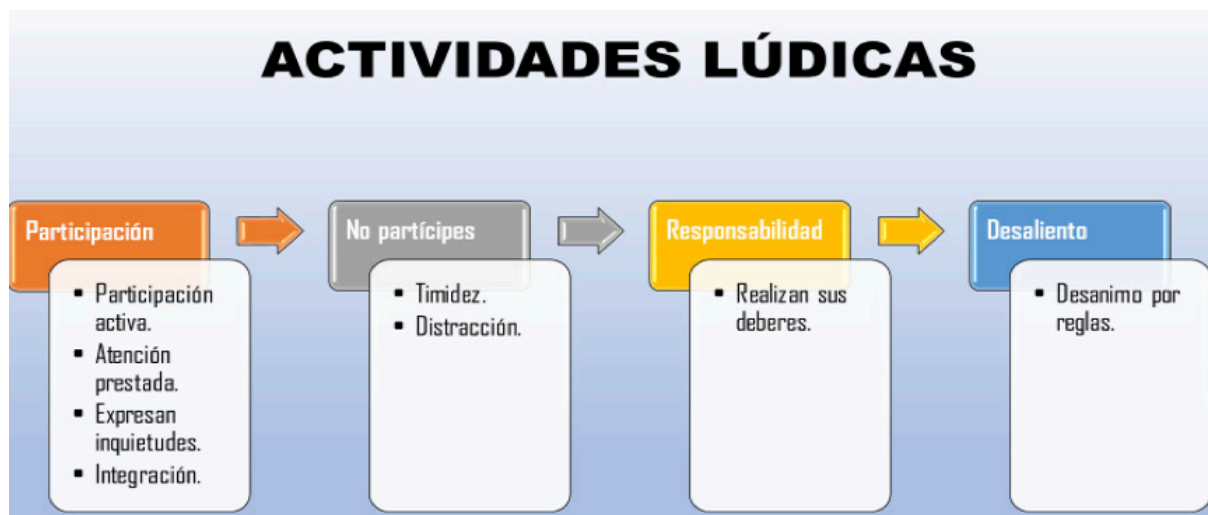 ACTIVIDADES LÚDICAS
Participación
▪ Participación
activa.
▪ Atención
prestada.
▪ Expresan
inquietudes.
▪ Integración.
No partícipes
▪ Timidez.
▪ Distracción.
Responsabilidad
▪ Realizan sus
deberes.
Desaliento
▪ Desanimo por
reglas.